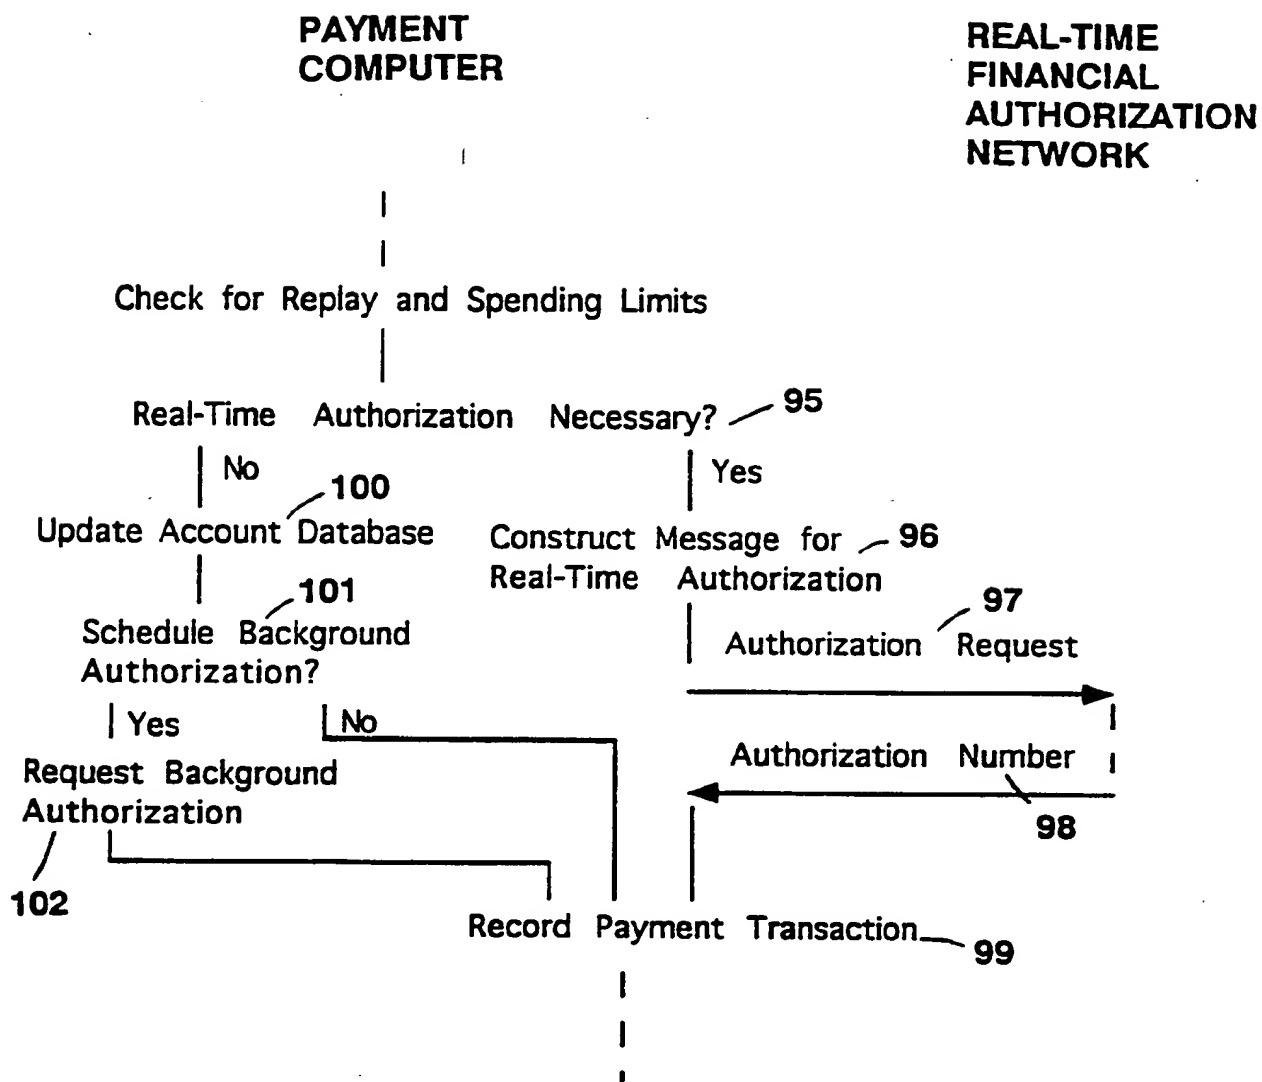 PAYMENT
COMPUTER
REAL-TIME
FINANCIAL
AUTHORIZATION
NETWORK
Check for Replay and Spending Limits
Real-Time Authorization Necessary?
95
No
Yes
100
Update Account Database
Construct Message for
Real-Time Authorization
96
101
Schedule Background
Authorization?
97
Authorization Request
Yes
No
Authorization Number
98
Request Background
Authorization
102
Record Payment Transaction
99